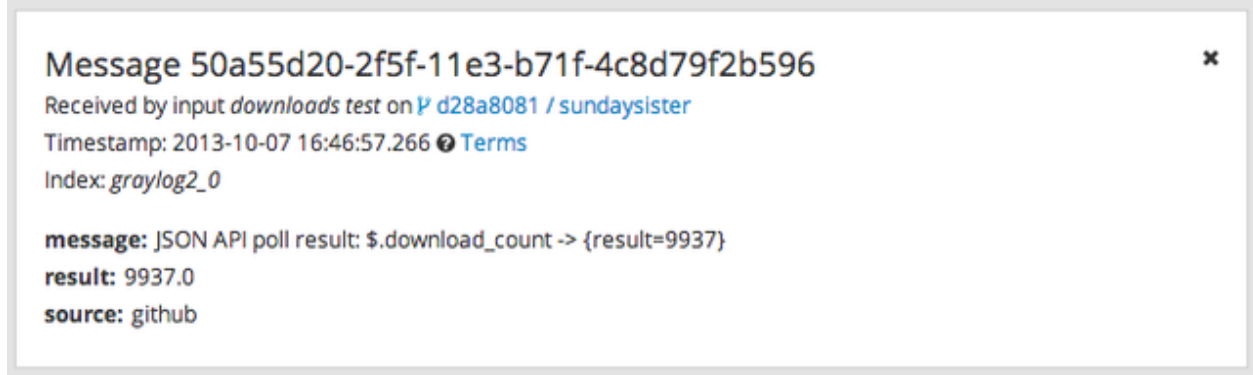 Message 50a55d20-2f5f-11e3-b71f-4c8d79f2b596
Received by input downloads test on d28a8081 / sundaysister
Timestamp: 2013-10-07 16:46:57.266 Terms
Index: graylog2_0
message: JSON API poll result: $.download_count -> {result=9937}
result: 9937.0
source: github